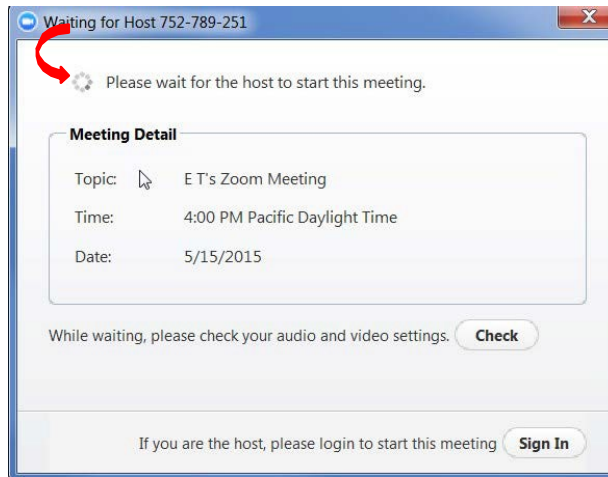 Waiting for Host 752-789-251
Please wait for the host to start this meeting.
Meeting Detail
Topic: E T's Zoom Meeting
Time: 4:00 PM Pacific Daylight Time
Date: 5/15/2015
While waiting, please check your audio and video settings. Check
If you are the host, please login to start this meeting Sign In